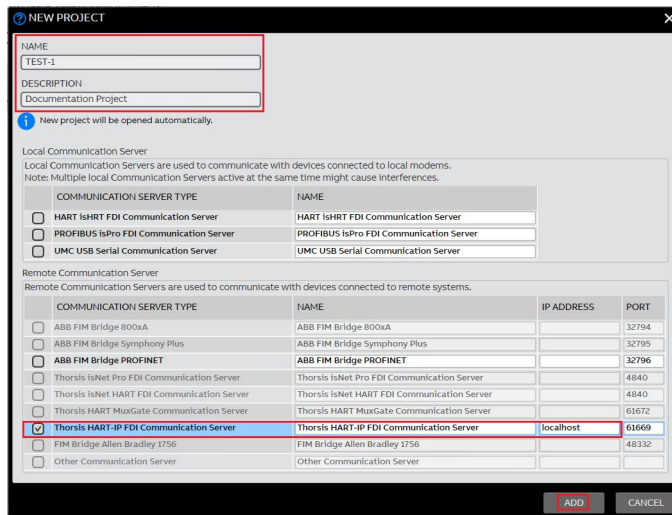 NEW PROJECT
NAME
TEST-1
DESCRIPTION
Documentation Project
New project will be opened automatically.
Local Communication Server
Local Communication Servers are used to communicate with devices connected to local modems.
Note: Multiple local Communication Servers active at the same time might cause interferences.
COMMUNICATION SERVER TYPE NAME
HART isHRT FDI Communication Server HART isHRT FDI Communication Server
PROFIBUS isPro FDI Communication Server PROFIBUS isPro FDI Communication Server
UMC USB Serial Communication Server UMC USB Serial Communication Server
Remote Communication Server
Remote Communication Servers are used to communicate with devices connected to remote systems.
COMMUNICATION SERVER TYPE NAME IP ADDRESS PORT
ABB FIM Bridge 800xA ABB FIM Bridge 800xA 32794
ABB FIM Bridge Symphony Plus ABB FIM Bridge Symphony Plus 32795
ABB FIM Bridge PROFINET ABB FIM Bridge PROFINET 32796
Thorsis isNet Pro FDI Communication Server Thorsis isNet Pro FDI Communication Server 4840
Thorsis isNet HART FDI Communication Server Thorsis isNet HART FDI Communication Server 4840
Thorsis HART MuxGate Communication Server Thorsis HART MuxGate Communication Server 61672
Thorsis HART-IP FDI Communication Server Thorsis HART-IP FDI Communication Server localhost 61669
FIM Bridge Allen Bradley 1756 FIM Bridge Allen Bradley 1756 48332
Other Communication Server Other Communication Server
ADD CANCEL